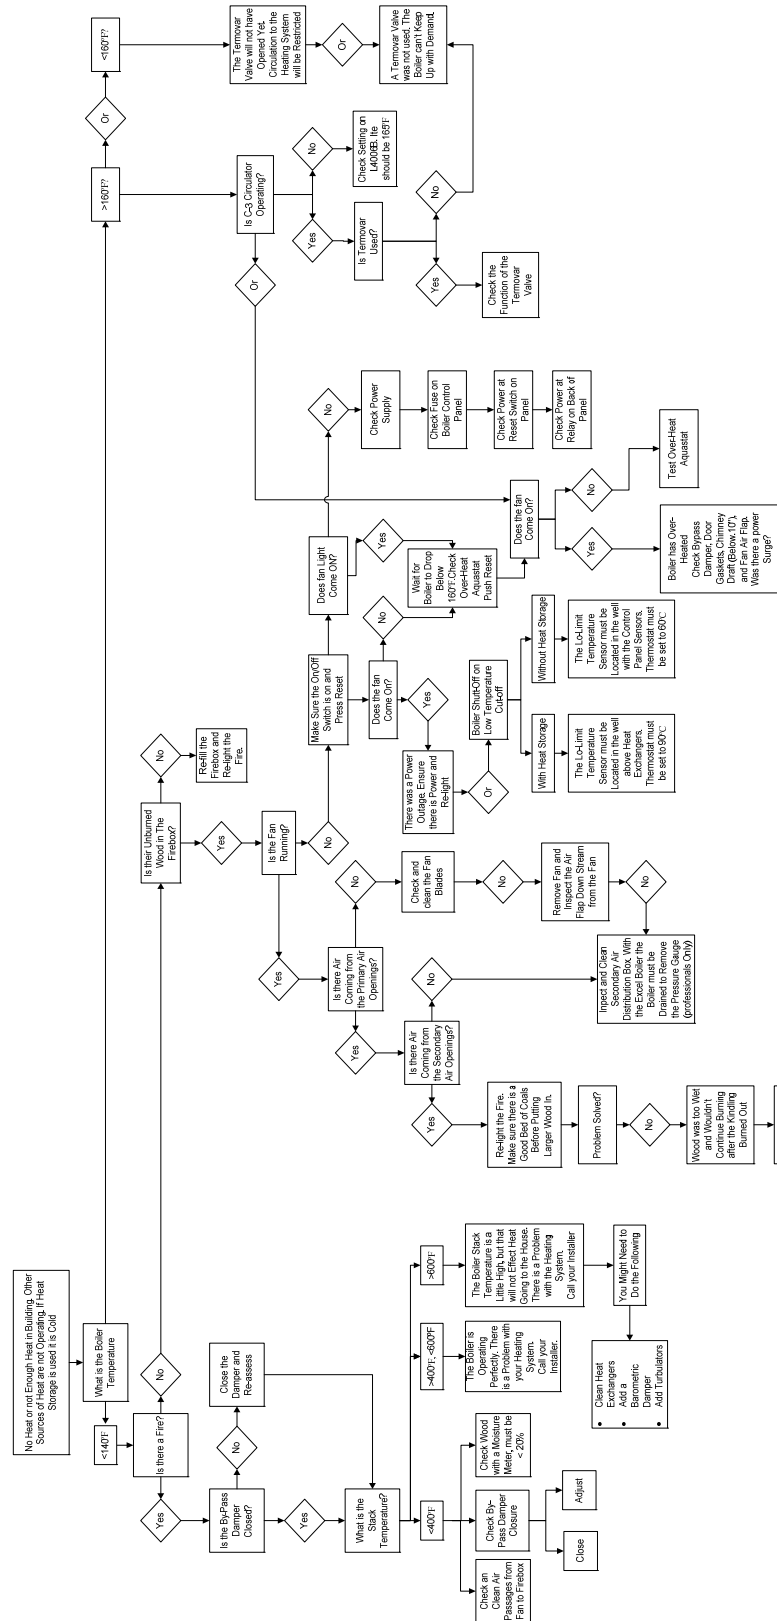 No Heat or not Enough Heat in Building. Other
Sources of Heat are not Operating. If Heat
Storage is used it is Cold
What is the Boiler
Temperature
<140°F
>160°F?
Or
<160°F?
The Termovar
Valve will not have
Opened Yet.
Circulation to the
Heating System
will be Restricted
Or
A Termovar Valve
was not used. The
Boiler can't Keep
Up with Demand.
Is C-3 Circulator
Operating?
Or
Yes
No
Check Setting on
L4006B. Ite
should be 165°F
Is Termovar
Used?
Yes
No
Check the
Function of the
Termovar
Valve
Is there a Fire?
Yes
No
Is their Unburned
Wood in The
Firebox?
No
Re-fill the
Firebox and
Re-light the
Fire.
Yes
Is the Fan
Running?
Yes
No
Make Sure the On/Off
Switch is on and
Press Reset
Does fan Light
Come ON?
No
Check Power
Supply
Check Fuse on
Boiler Control
Panel
Check Power at
Reset Switch on
Panel
Check Power at
Relay on Back of
Panel
Yes
Wait for
Boiler to Drop
Below
160°F.Check
Over-Heat
Aquastat
Push Reset
Does the fan
Come On?
No
Yes
There was a Power
Outage. Ensure
there is Power and
Re-light
Or
Boiler Shut-Off on
Low Temperature
Cut-off
With Heat Storage
The Lo-Limit
Temperature
Sensor must be
Located in the well
above Heat
Exchangers.
Thermostat must
be set to 90°C
Without Heat Storage
The Lo-Limit
Temperature
Sensor must be
Located in the well
with the Control
Panel Sensors.
Thermostat must
be set to 60°C
Does the fan
Come On?
Yes
Boiler has Over-
Heated
Check Bypass
Damper, Door
Gaskets, Chimney
Draft(Below.10"),
and Fan Air Flap.
Was there a power
Surge?
No
Test Over-Heat
Aquastat
Is there Air
Coming from
the Primary Air
Openings?
No
Check and
clean the Fan
Blades
No
Remove Fan and
Inspect the Air
Flap Down Stream
from the Fan
No
Inpect and Clean
Secondary Air
Distribution Box. With
the Excel Boiler the
Boiler must be
Drained to Remove
the Pressure Gauge
(professionals Only)
Yes
Is there Air
Coming from
the Secondary
Air Openings?
No
Yes
Re-light the Fire.
Make sure there is a
Good Bed of Coals
Before Putting
Larger Wood In.
Problem Solved?
No
Wood was too Wet
and Wouldn't
Continue Burning
after the Kindling
Burned Out
Is the By-Pass
Damper
Closed?
No
Close the
Damper and
Re-assess
Yes
What is the
Stack
Temperature?
<400°F
Check an
Clean Air
Passages from
Fan to Firebox
Check By-
Pass Damper
Closure
Close
Adjust
Check Wood
with a Moisture
Meter, must be
< 20%
>400°F, <600°F
The Boiler is
Operating
Perfectly. There
is a Problem with
your Heating
System.
Call your
Installer.
>600°F
The Boiler Stack
Temperature is a
Little High, but that
will not Effect Heat
Going to the House.
There is a Problem
with the Heating
System.
Call your Installer
You Might Need to
Do the Following
• Clean Heat
Exchangers
• Add a
Barometric
Damper
• Add Turbulators